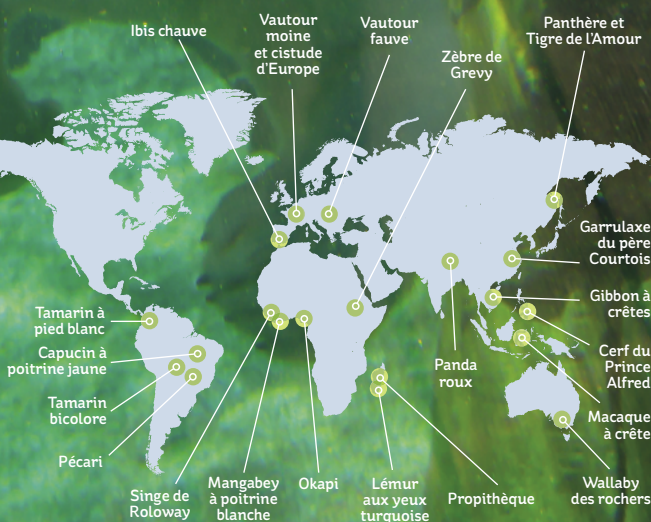 Ibis chauve
Vautour
moine
et cistude
d'Europe
Vautour
fauve
Zèbre de
Grevy
Panthère et
Tigre de l'Amour
Garrulaxe
du père
Courtois
Gibbon à
crêtes
Cerf du
Prince
Alfred
Macaque
à crête
Wallaby
des rochers
Panda
roux
Propithèque
Lémur
aux yeux
turquoise
Okapi
Mangabey
à poitrine
blanche
Singe de
Roloway
Pécari
Tamarin
bicolore
Capucin à
poitrine jaune
Tamarin à
pied blanc